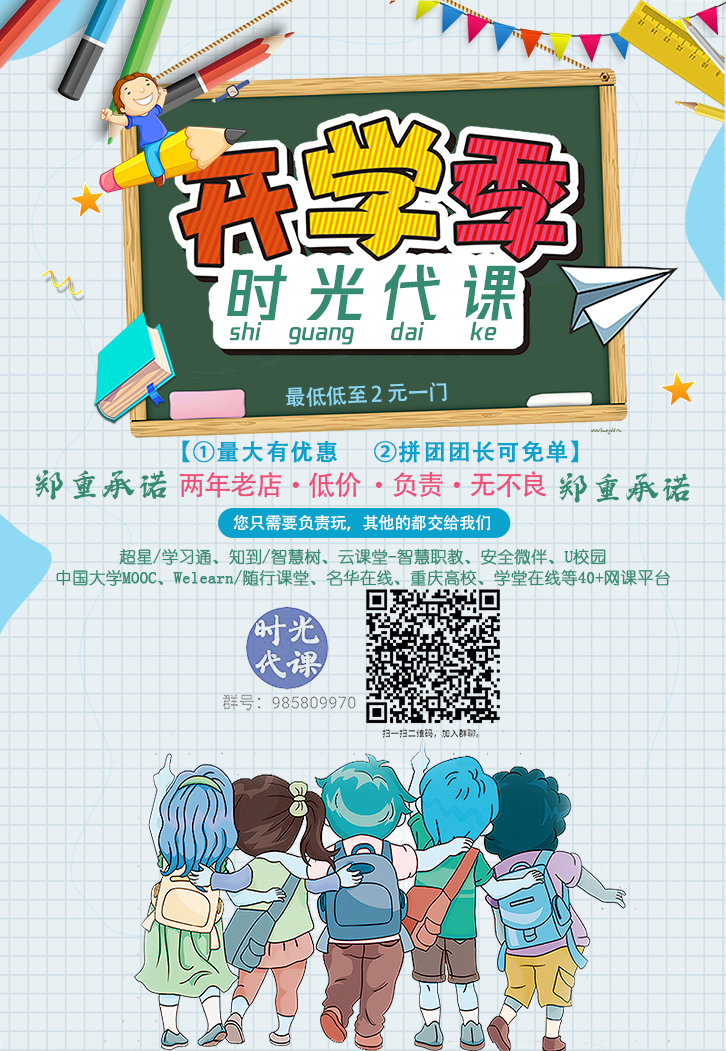 开学季
时光代课
shi guang dai ke
最低低至2元一门
【①量大有优惠 ②拼团团长可免单】
郑重承诺 两年老店·低价·负责·无不良 郑重承诺
您只需要负责玩，其他的都交给我们
超星/学习通、知到/智慧树、云课堂-智慧职教、安全微伴、U校园
中国大学MOOC、Welearn/随行课堂、名华在线、重庆高校、学堂在线等40+网课平台
时光
代课
群号：985809970
扫一扫二维码，加入群聊。